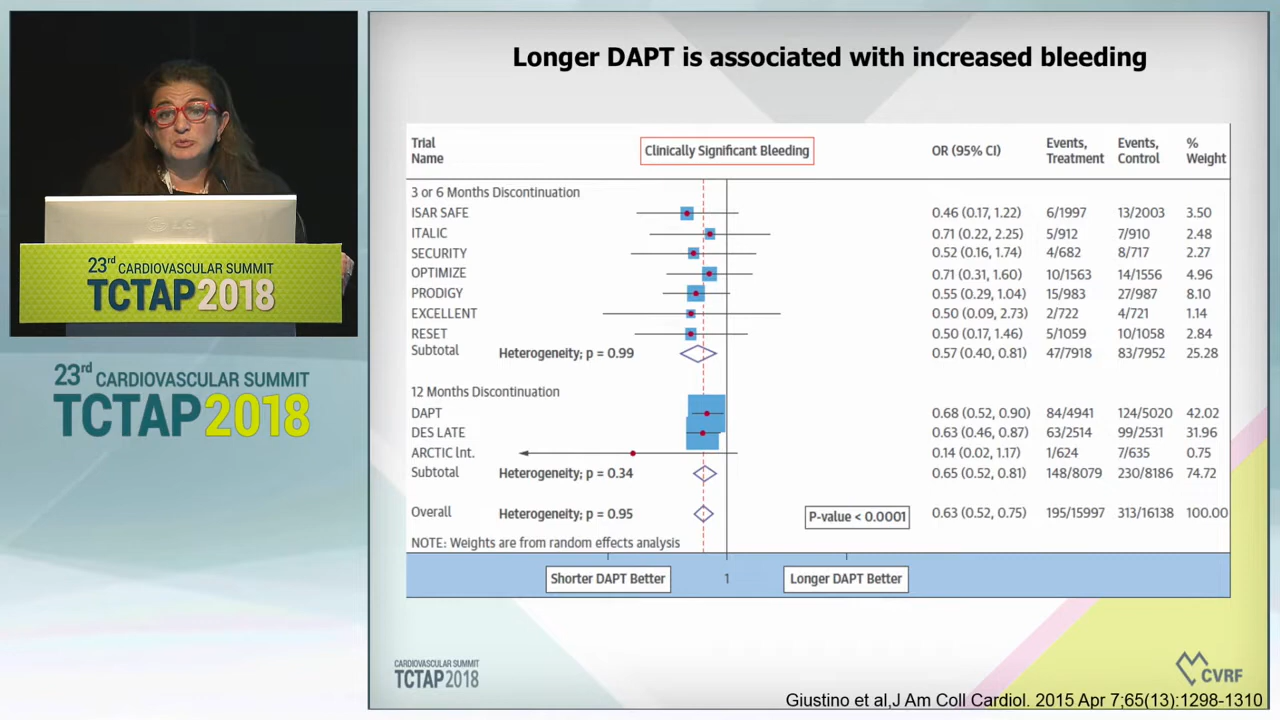 Longer DAPT is associated with increased bleeding
Trial Name
Clinically Significant Bleeding
OR (95% CI)
Events, Treatment
Events, Control
% Weight
3 or 6 Months Discontinuation
ISAR SAFE 0.46 (0.17, 1.22) 6/1997 13/2003 3.50
ITALIC 0.71 (0.22, 2.25) 5/912 7/910 2.48
SECURITY 0.52 (0.16, 1.74) 4/682 8/717 2.27
OPTIMIZE 0.71 (0.31, 1.60) 10/1563 14/1556 4.96
PRODIGY 0.55 (0.29, 1.04) 15/983 27/987 8.10
EXCELLENT 0.50 (0.09, 2.73) 2/722 4/721 1.14
RESET 0.50 (0.17, 1.46) 5/1059 10/1058 2.84
Subtotal Heterogeneity; p = 0.99 0.57 (0.40, 0.81) 47/7918 83/7952 25.28
12 Months Discontinuation
DAPT 0.68 (0.52, 0.90) 84/4941 124/5020 42.02
DES LATE 0.63 (0.46, 0.87) 63/2514 99/2531 31.96
ARCTIC Int. 0.14 (0.02, 1.17) 1/624 7/635 0.75
Subtotal Heterogeneity; p = 0.34 0.65 (0.52, 0.81) 148/8079 230/8186 74.72
Overall Heterogeneity; p = 0.95 0.63 (0.52, 0.75) 195/15997 313/16138 100.00
P-value < 0.0001
NOTE: Weights are from random effects analysis
Shorter DAPT Better 1 Longer DAPT Better
CARDIOVASCULAR SUMMIT
TCTAP2018
CVRF
Giustino et al,J Am Coll Cardiol. 2015 Apr 7;65(13):1298-1310
LG
23rd CARDIOVASCULAR SUMMIT
TCTAP2018
23rd CARDIOVASCULAR SUMMIT
TCTAP2018